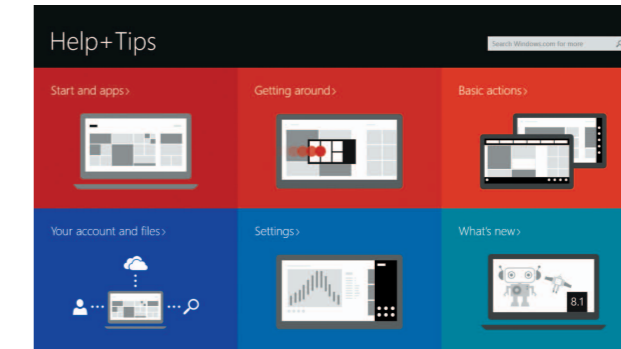 Help+Tips
Search Windows.com for more
Start and apps>
Getting around>
Basic actions>
Your account and files>
Settings>
What's new>
8.1